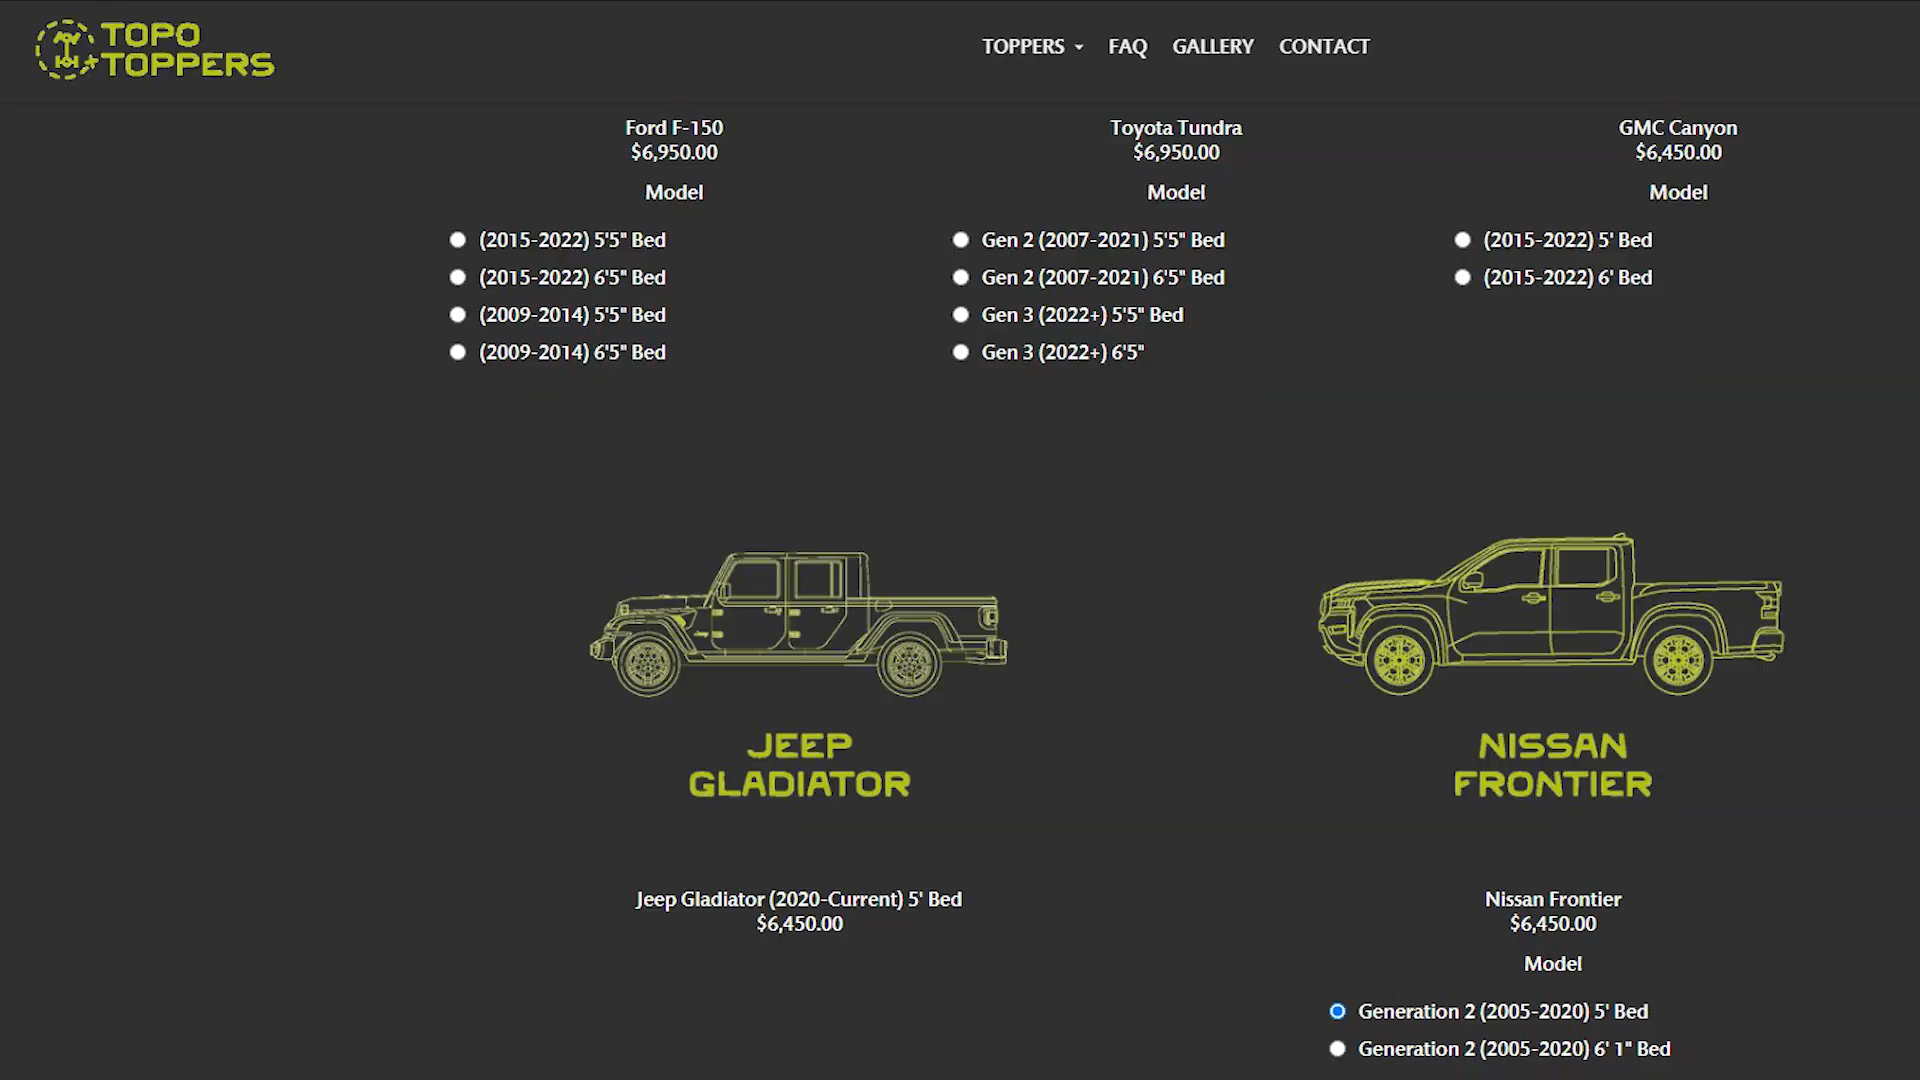 TOPO
TOPPERS
TOPPERS
FAQ
GALLERY
CONTACT
Ford F-150
$6,950.00
Model
(2015-2022) 5'5" Bed
(2015-2022) 6'5" Bed
(2009-2014) 5'5" Bed
(2009-2014) 6'5" Bed
Toyota Tundra
$6,950.00
Model
Gen 2 (2007-2021) 5'5" Bed
Gen 2 (2007-2021) 6'5" Bed
Gen 3 (2022+) 5'5" Bed
Gen 3 (2022+) 6'5"
GMC Canyon
$6,450.00
Model
(2015-2022) 5' Bed
(2015-2022) 6' Bed
JEEP
GLADIATOR
Jeep Gladiator (2020-Current) 5' Bed
$6,450.00
NISSAN
FRONTIER
Nissan Frontier
$6,450.00
Model
Generation 2 (2005-2020) 5' Bed
Generation 2 (2005-2020) 6' 1" Bed